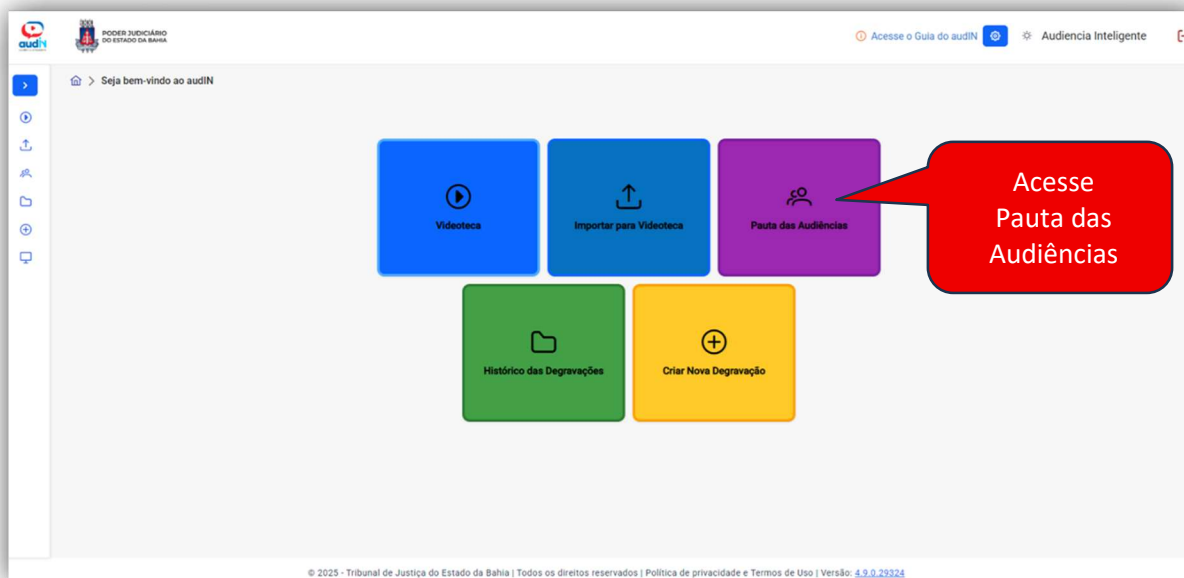 audIN
PODER JUDICIÁRIO
DO ESTADO DA BAHIA
Acesse o Guia do audIN
Audiencia Inteligente
Seja bem-vindo ao audIN
Videoteca
Importar para Videoteca
Pauta das Audiências
Acesse
Pauta das
Audiências
Histórico das Degravações
Criar Nova Degravação
© 2025 - Tribunal de Justiça do Estado da Bahia | Todos os direitos reservados | Política de privacidade e Termos de Uso | Versão: 4.9.0.29324